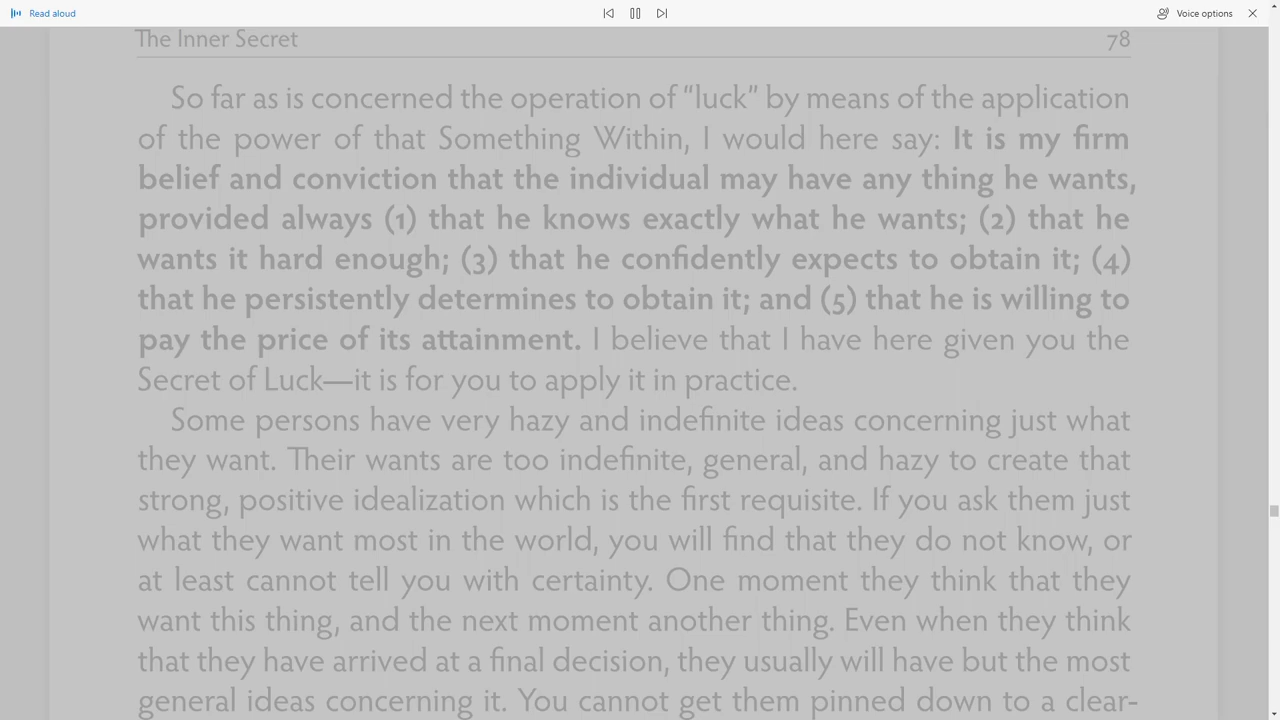 Read aloud
Voice options
The Inner Secret 78
So far as is concerned the operation of “luck” by means of the application
of the power of that Something Within, I would here say: It is my firm
belief and conviction that the individual may have any thing he wants,
provided always (1) that he knows exactly what he wants; (2) that he
wants it hard enough; (3) that he confidently expects to obtain it; (4)
that he persistently determines to obtain it; and (5) that he is willing to
pay the price of its attainment. I believe that I have here given you the
Secret of Luck—it is for you to apply it in practice.
Some persons have very hazy and indefinite ideas concerning just what
they want. Their wants are too indefinite, general, and hazy to create that
strong, positive idealization which is the first requisite. If you ask them just
what they want most in the world, you will find that they do not know, or
at least cannot tell you with certainty. One moment they think that they
want this thing, and the next moment another thing. Even when they think
that they have arrived at a final decision, they usually will have but the most
general ideas concerning it. You cannot get them pinned down to a clear-